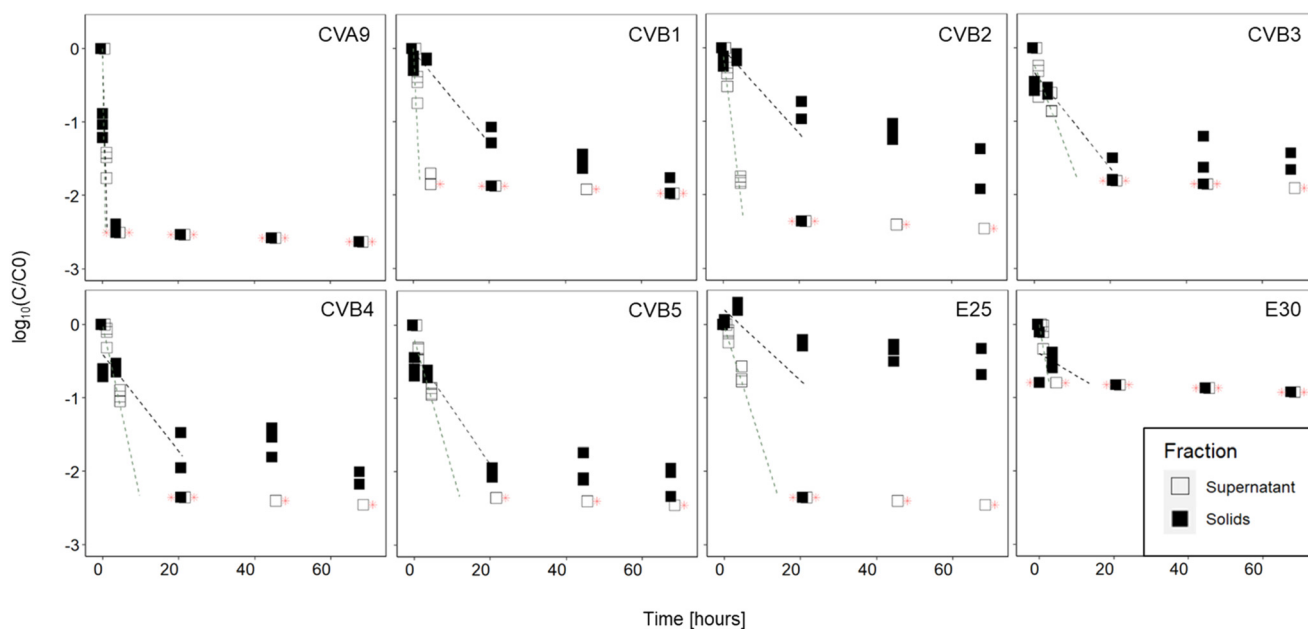 CVA9
CVB1
CVB2
CVB3
0
-1
-2
-3
CVB4
CVB5
E25
E30
0
-1
-2
-3
log10(C/C0)
0 20 40 60
0 20 40 60
0 20 40 60
0 20 40 60
Time [hours]
Fraction
Supernatant
Solids